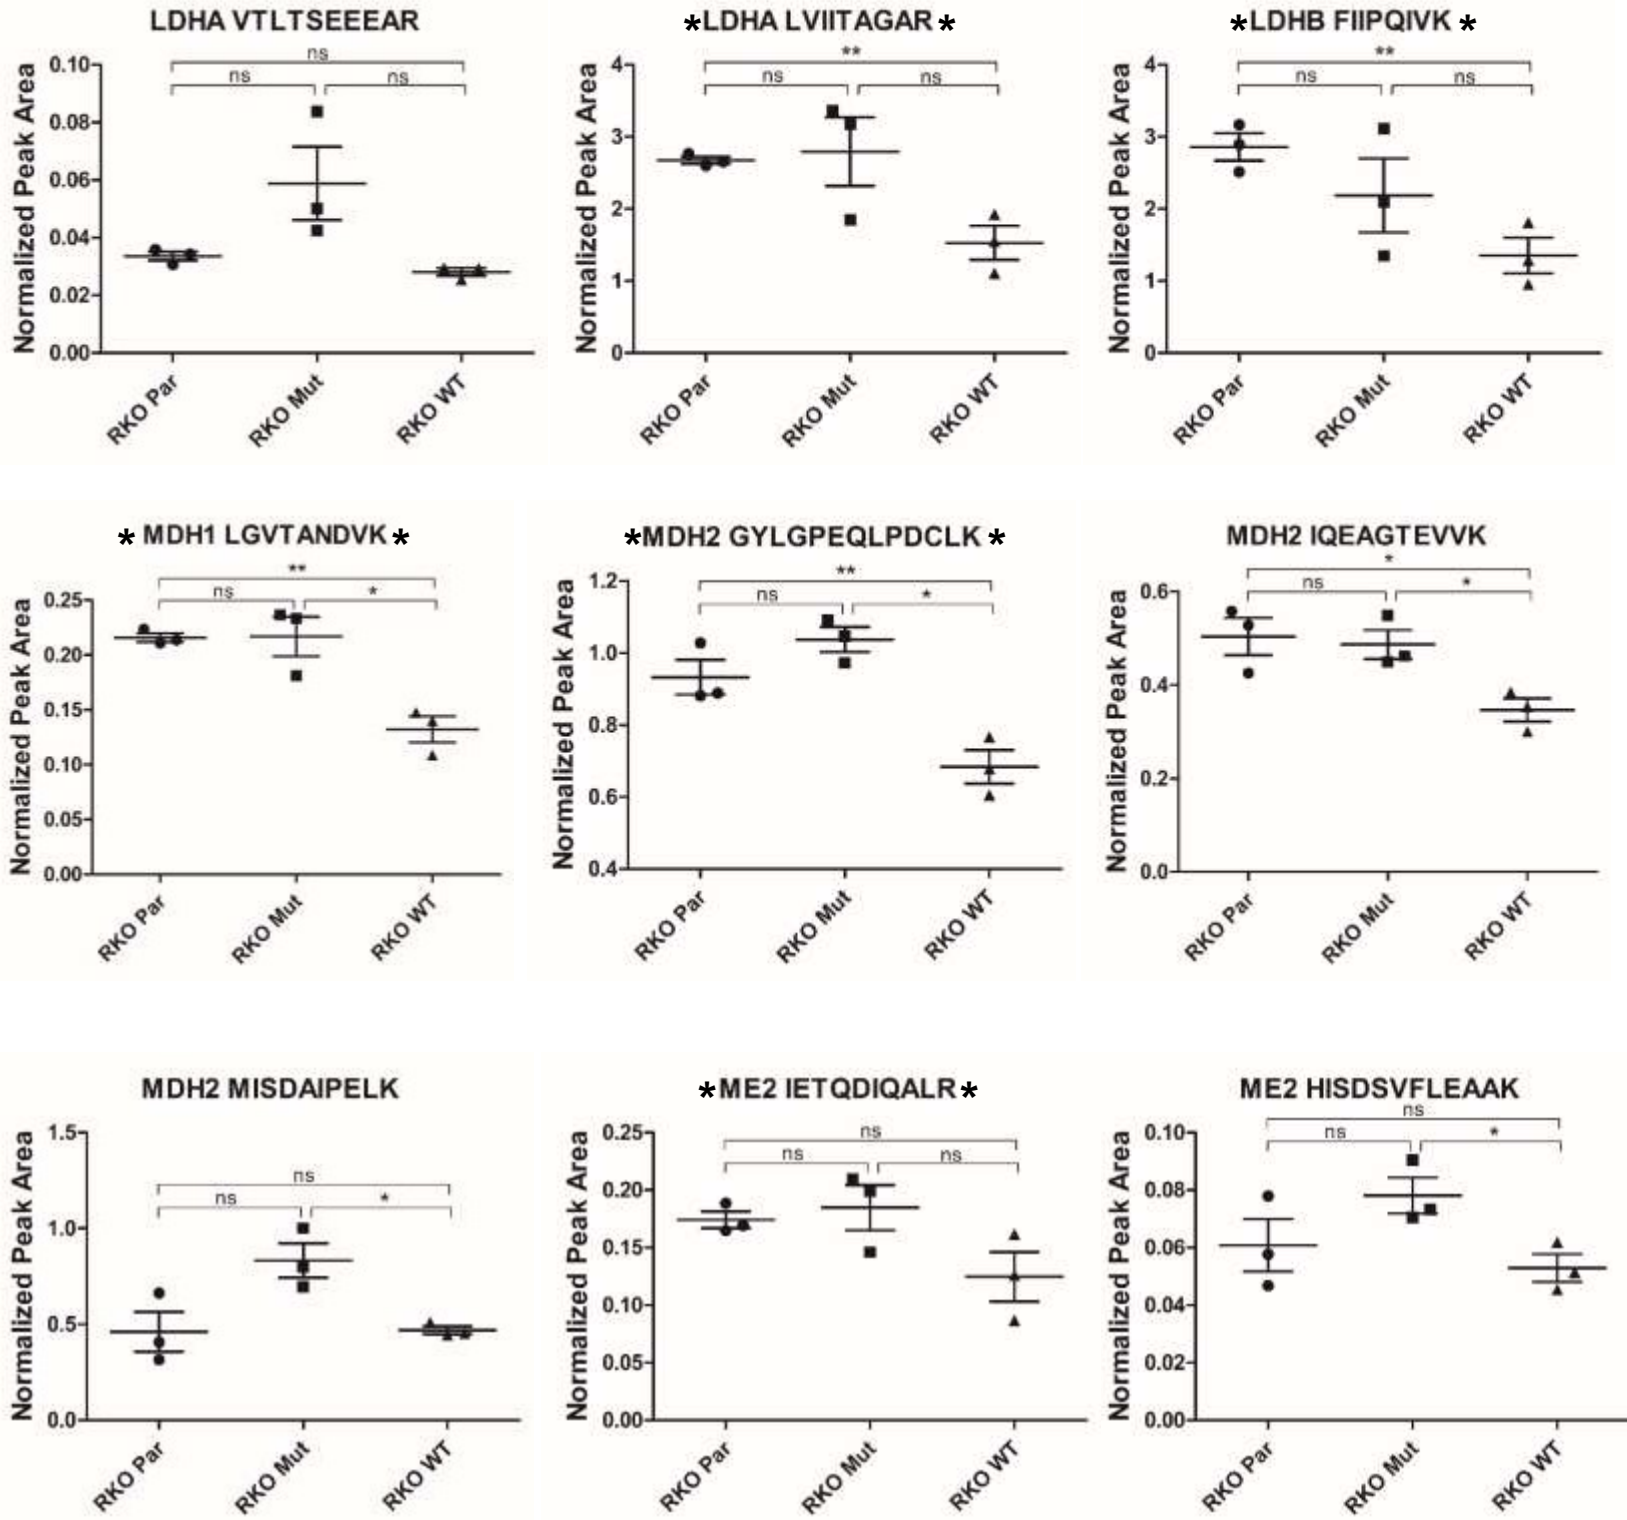 LDHA VTLTSEEEAR
ns
ns ns
Normalized Peak Area
0.10
0.08
0.06
0.04
0.02
0.00
RKO Par RKO Mut RKO WT
*LDHA LVIITAGAR *
**
ns ns
Normalized Peak Area
4
3
2
1
0
RKO Par RKO Mut RKO WT
*LDHB FIIPQIVK *
**
ns ns
Normalized Peak Area
4
3
2
1
0
RKO Par RKO Mut RKO WT
* MDH1 LGVTANDVK *
**
ns *
Normalized Peak Area
0.25
0.20
0.15
0.10
0.05
0.00
RKO Par RKO Mut RKO WT
*MDH2 GYLGPEQLPDCLK *
**
ns *
Normalized Peak Area
1.2
1.0
0.8
0.6
0.4
RKO Par RKO Mut RKO WT
MDH2 IQEAGTEVVK
*
ns *
Normalized Peak Area
0.6
0.4
0.2
0.0
RKO Par RKO Mut RKO WT
MDH2 MISDAIPELK
ns
ns *
Normalized Peak Area
1.5
1.0
0.5
0.0
RKO Par RKO Mut RKO WT
*ME2 IETQDIQALR*
ns
ns ns
Normalized Peak Area
0.25
0.20
0.15
0.10
0.05
0.00
RKO Par RKO Mut RKO WT
ME2 HISDSVFLEAAK
ns
ns *
Normalized Peak Area
0.10
0.08
0.06
0.04
0.02
0.00
RKO Par RKO Mut RKO WT